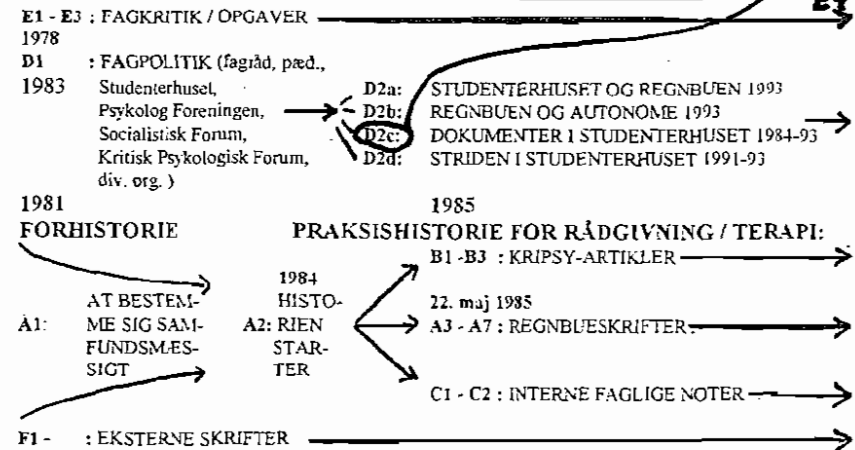 E1 - E3 : FAGKRITIK / OPGAVER
1978
D1 : FAGPOLITIK (fagråd, pæd.,
1983 Studenterhuset, D2a: STUDENTERHUSET OG REGNBUEN 1993
Psykolog Foreningen, D2b: REGNBUEN OG AUTONOME 1993
Socialistisk Forum, D2c: DOKUMENTER I STUDENTERHUSET 1984-93
Kritisk Psykologisk Forum, D2d: STRIDEN I STUDENTERHUSET 1991-93
div. org. )
1981 1985
FORHISTORIE PRAKSISHISTORIE FOR RÅDGIVNING / TERAPI:
B1 -B3 : KRIPSY-ARTIKLER
1984
AT BESTEM- HISTO- 22. maj 1985
A1: ME SIG SAM- A2: RIEN A3 - A7 : REGNBUESKRIFTER
FUNDSMÆS- STAR-
SIGT TER
C1 - C2 : INTERNE FAGLIGE NOTER
F1 - : EKSTERNE SKRIFTER